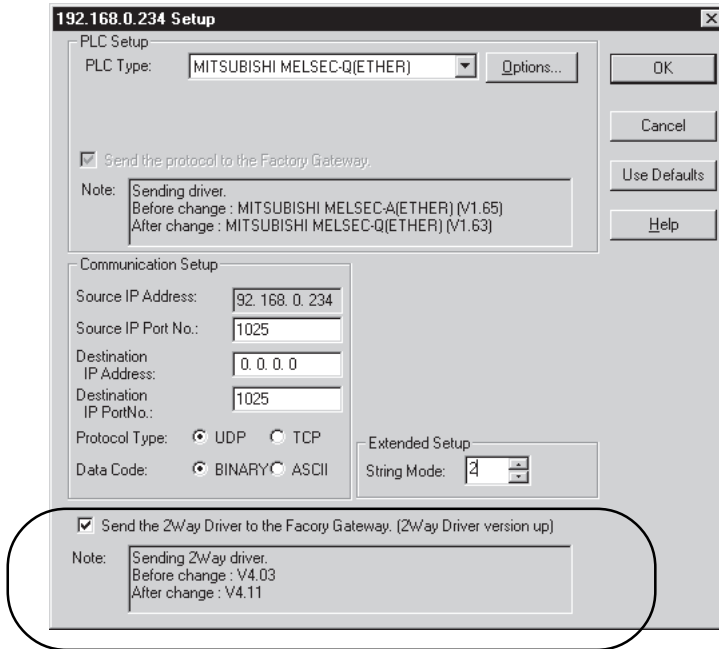 192.168.0.234 Setup
PLC Setup
PLC Type: MITSUBISHI MELSEC-Q(ETHER) Options...
OK
Cancel
Send the protocol to the Factory Gateway.
Use Defaults
Note: Sending driver.
Before change : MITSUBISHI MELSEC-A(ETHER) (V1.65)
After change : MITSUBISHI MELSEC-Q(ETHER) (V1.63)
Help
Communication Setup
Source IP Address: 92. 168. 0. 234
Source IP Port No.: 1025
Destination
IP Address: 0. 0. 0. 0
Destination
IP PortNo.: 1025
Protocol Type: UDP TCP
Data Code: BINARY ASCII
Extended Setup
String Mode: 2
Send the 2Way Driver to the Facory Gateway. (2Way Driver version up)
Note: Sending 2Way driver.
Before change : V4.03
After change : V4.11